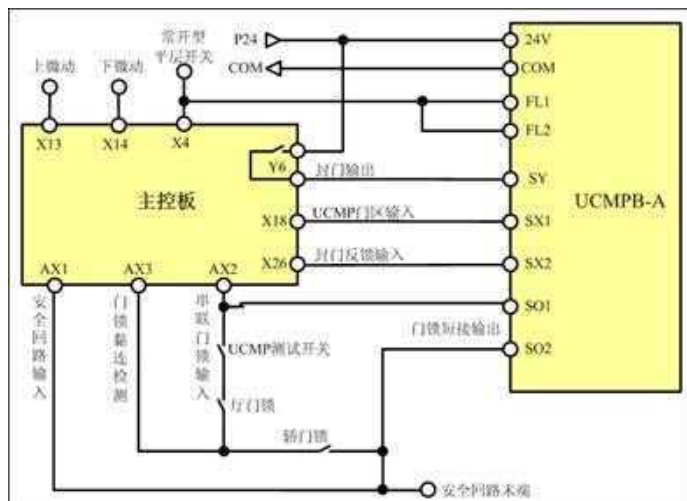 常开型
平层开关
P24
24V
上微动
下微动
COM
COM
FL1
FL2
X13
X14
X4
Y6
封门输出
SY
主控板
UCMPB-A
X18
UCMP门区输入
SX1
X26
封门反馈输入
SX2
AX1
AX3
AX2
SO1
安全回路输入
门锁黏连检测
串联门锁输入
门锁短接输出
UCMP测试开关
SO2
厅门锁
轿门锁
安全回路末端